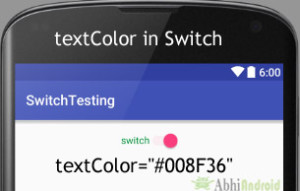 textColor in Switch
6:00
SwitchTesting
switch
textColor="#008F36"
AbhiAndroid